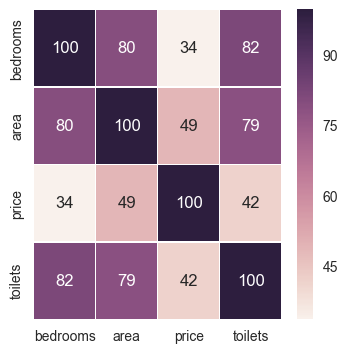 bedrooms 100 80 34 82
area 80 100 49 79
price 34 49 100 42
toilets 82 79 42 100
bedrooms area price toilets
90
75
60
45